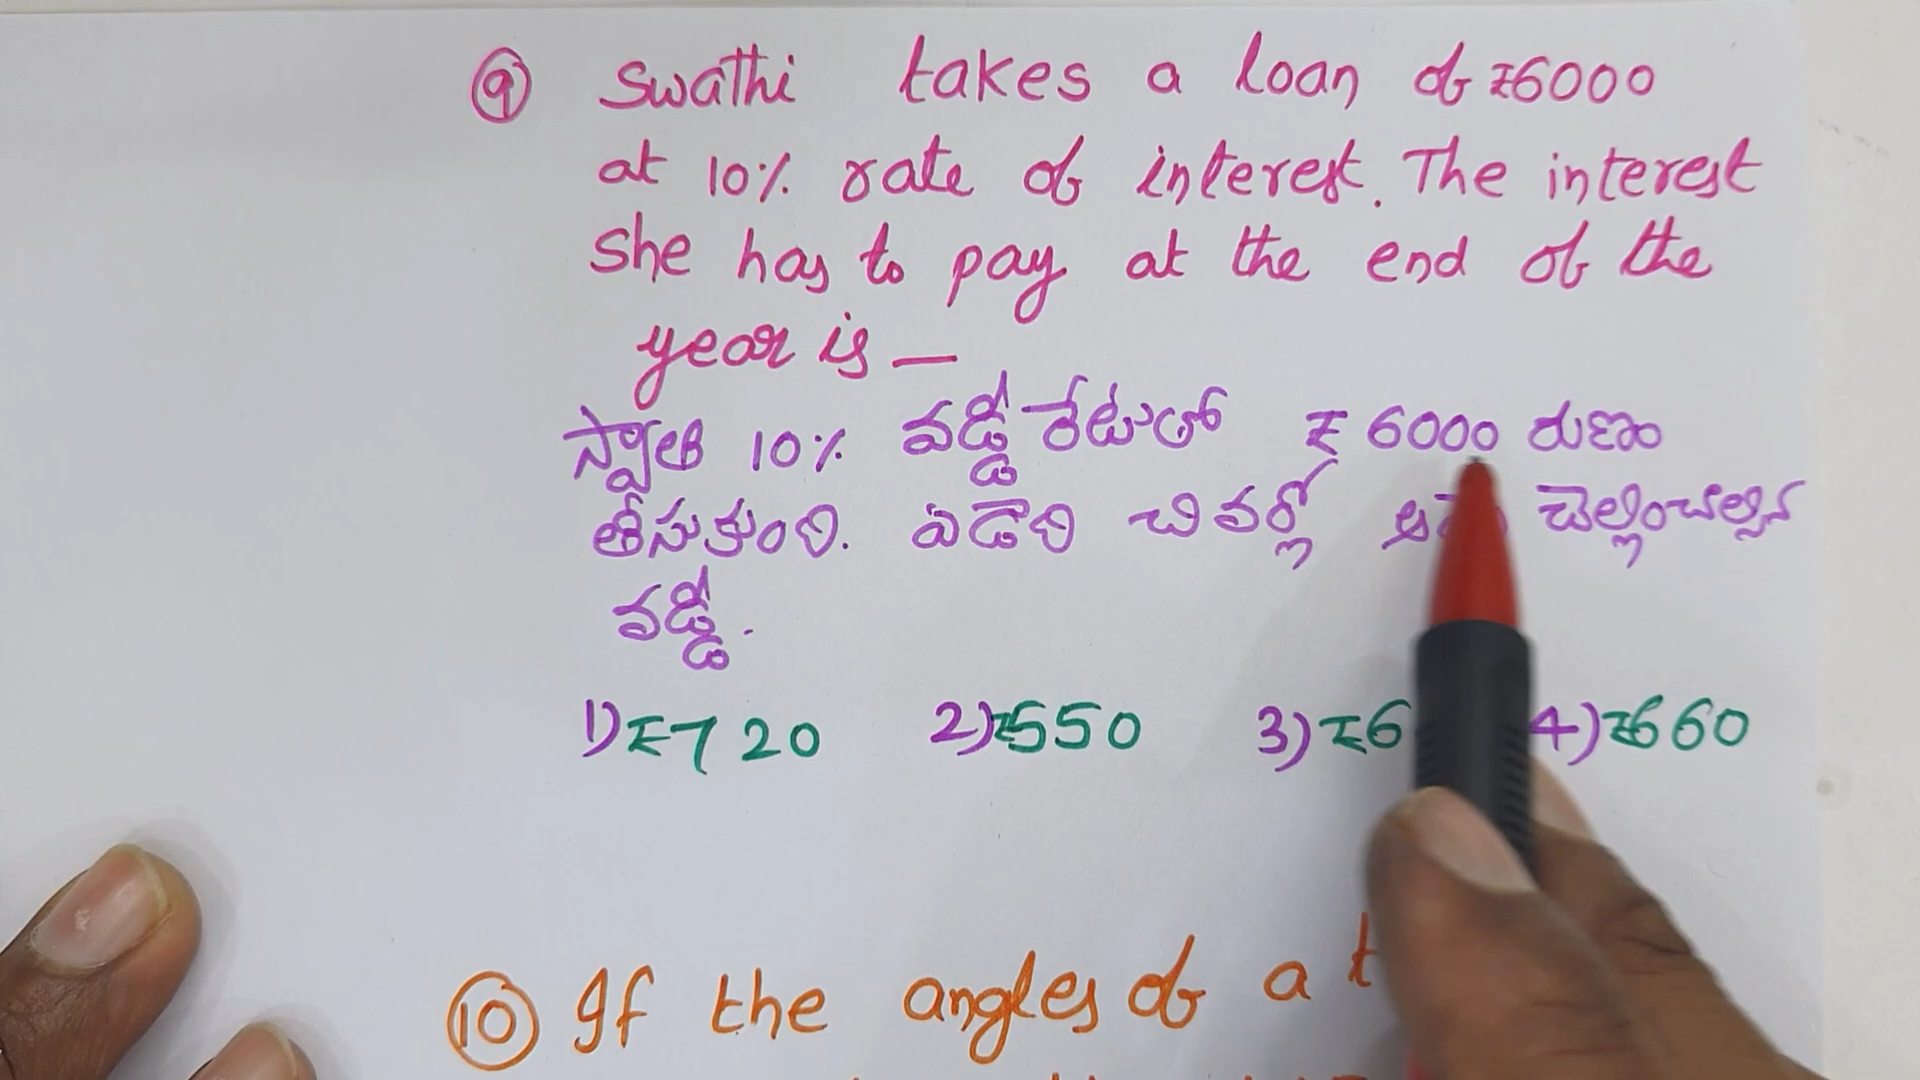 ⑨ Swathi takes a loan of ₹6000
at 10% rate of interest. The interest
she has to pay at the end of the
year is —
స్వాతి 10% వడ్డీ రేటుతో ₹ 6000 రుణం
తీసుకుంది. ఏడాది చివర్లో చెల్లించాల్సిన
వడ్డీ.
1) ₹720 2) ₹550 3) ₹6 4) ₹660
⑩ If the angles of a t